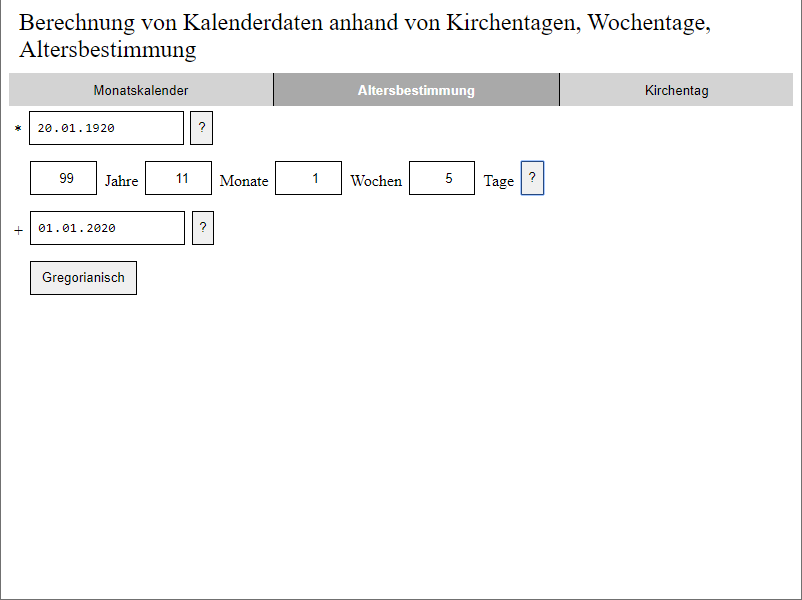 Berechnung von Kalenderdaten anhand von Kirchentagen, Wochentage,
Altersbestimmung
Monatskalender Altersbestimmung Kirchentag
* 20.01.1920 ?
99 Jahre 11 Monate 1 Wochen 5 Tage ?
+ 01.01.2020 ?
Gregorianisch